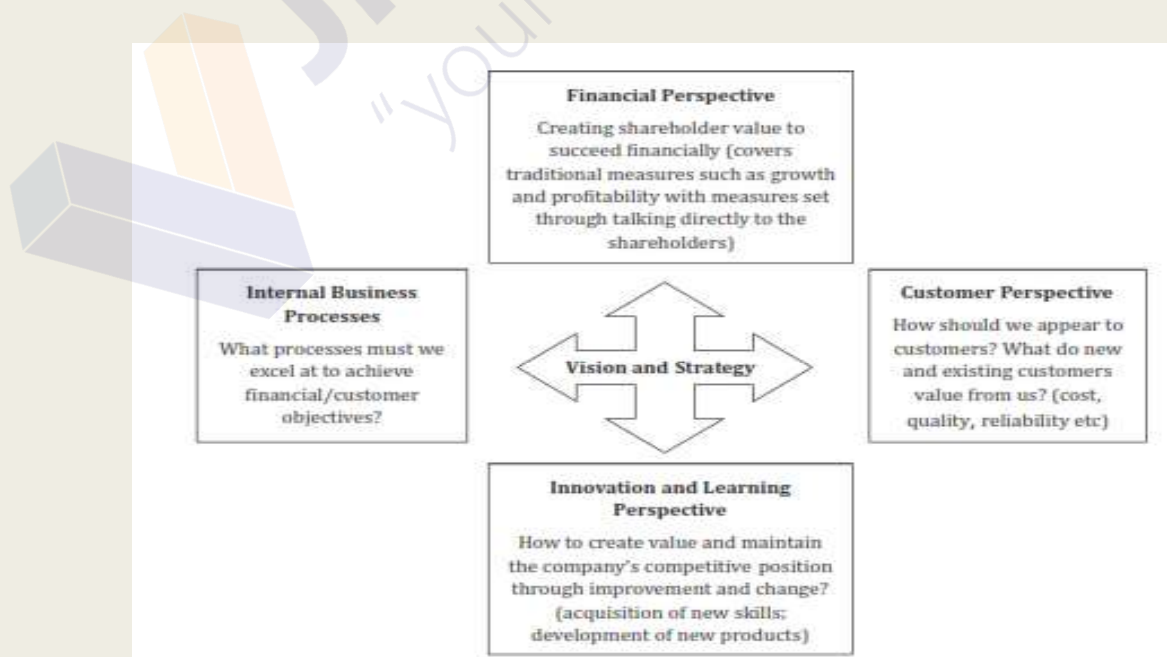 "your
Financial Perspective
Creating shareholder value to
succeed financially (covers
traditional measures such as growth
and profitability with measures set
through talking directly to the
shareholders)
Internal Business
Processes
What processes must we
excel at to achieve
financial/customer
objectives?
Vision and Strategy
Customer Perspective
How should we appear to
customers? What do new
and existing customers
value from us? (cost,
quality, reliability etc)
Innovation and Learning
Perspective
How to create value and maintain
the company's competitive position
through improvement and change?
(acquisition of new skills;
development of new products)